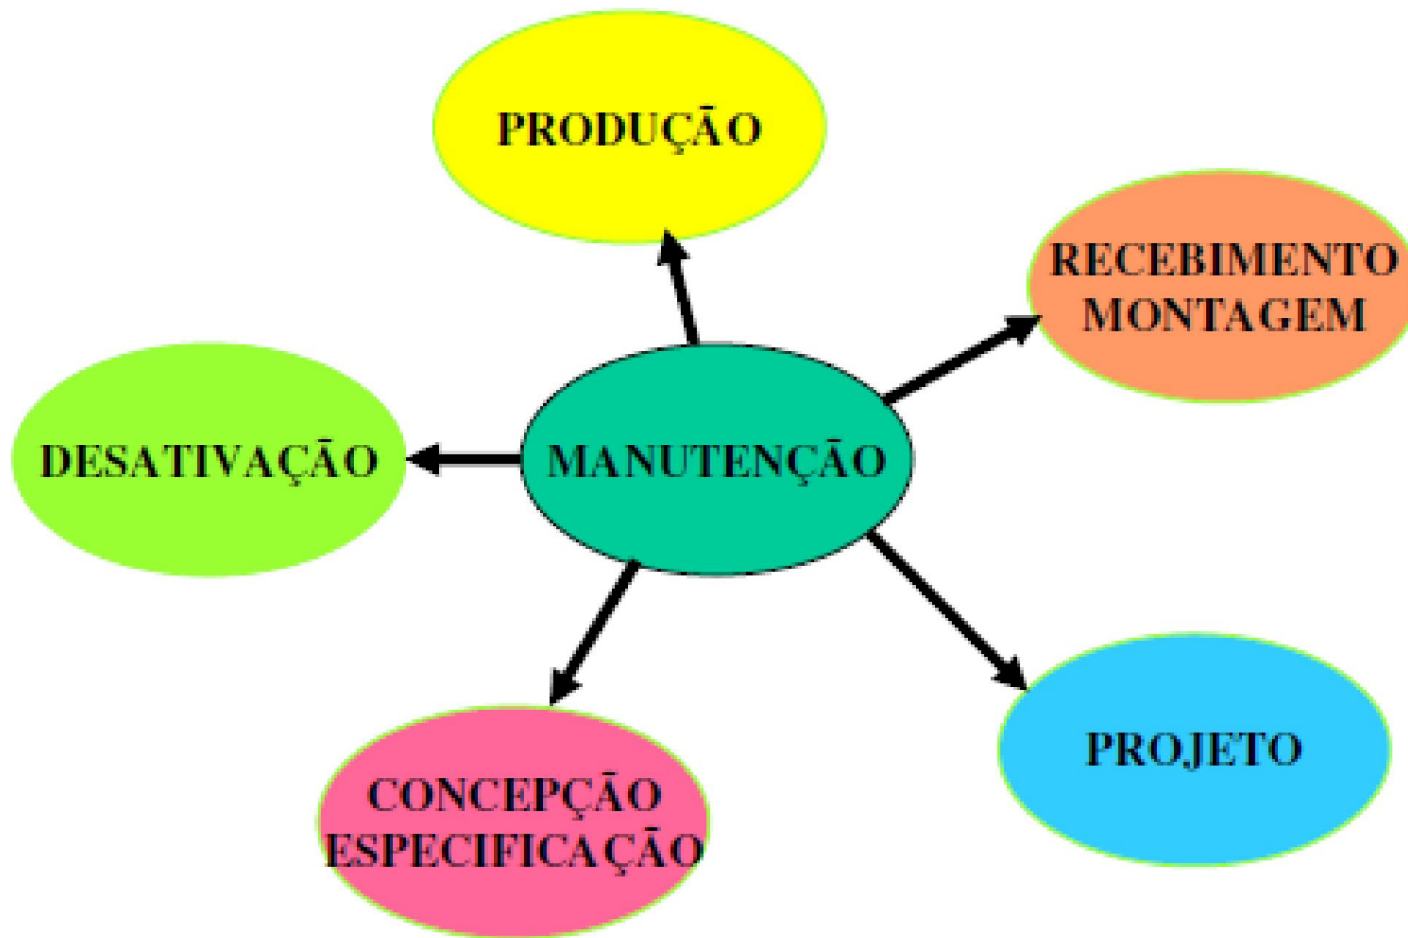 PRODUÇÃO
RECEBIMENTO
MONTAGEM
DESATIVAÇÃO
MANUTENÇÃO
PROJETO
CONCEPÇÃO
ESPECIFICAÇÃO